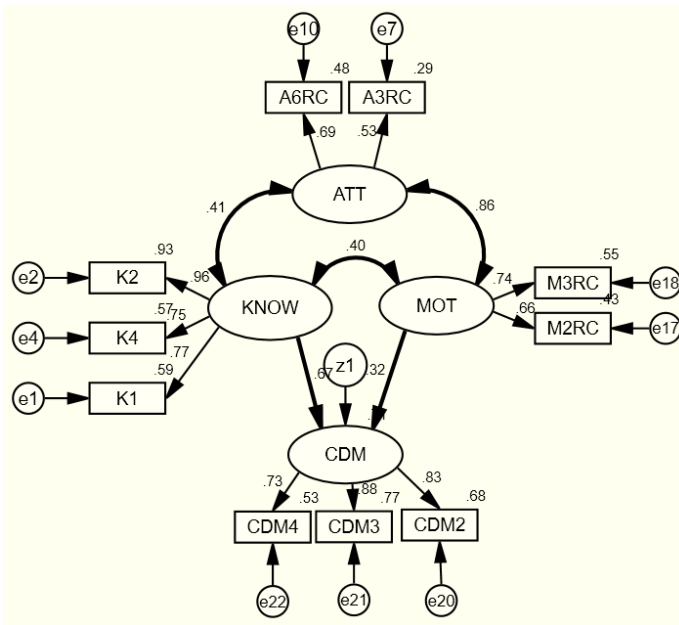 e10 e7
.48 .29
A6RC A3RC
.69 .53
ATT
.41 .86
.93 .40 .55
e2 K2 .96 .74 M3RC e18
KNOW MOT
.57 .75 .66 .43
e4 K4 M2RC e17
.77
.59 .67 z1 .32
e1 K1
CDM
.73 .88 .83
.53 .77 .68
CDM4 CDM3 CDM2
e22 e21 e20